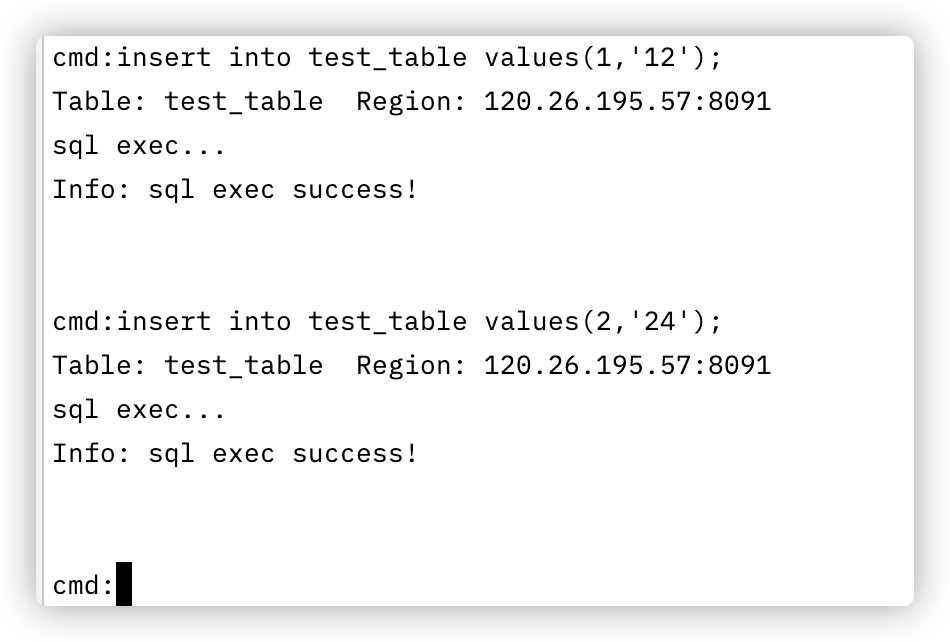 cmd:insert into test_table values(1,'12');
Table: test_table  Region: 120.26.195.57:8091
sql exec...
Info: sql exec success!
cmd:insert into test_table values(2,'24');
Table: test_table  Region: 120.26.195.57:8091
sql exec...
Info: sql exec success!
cmd: